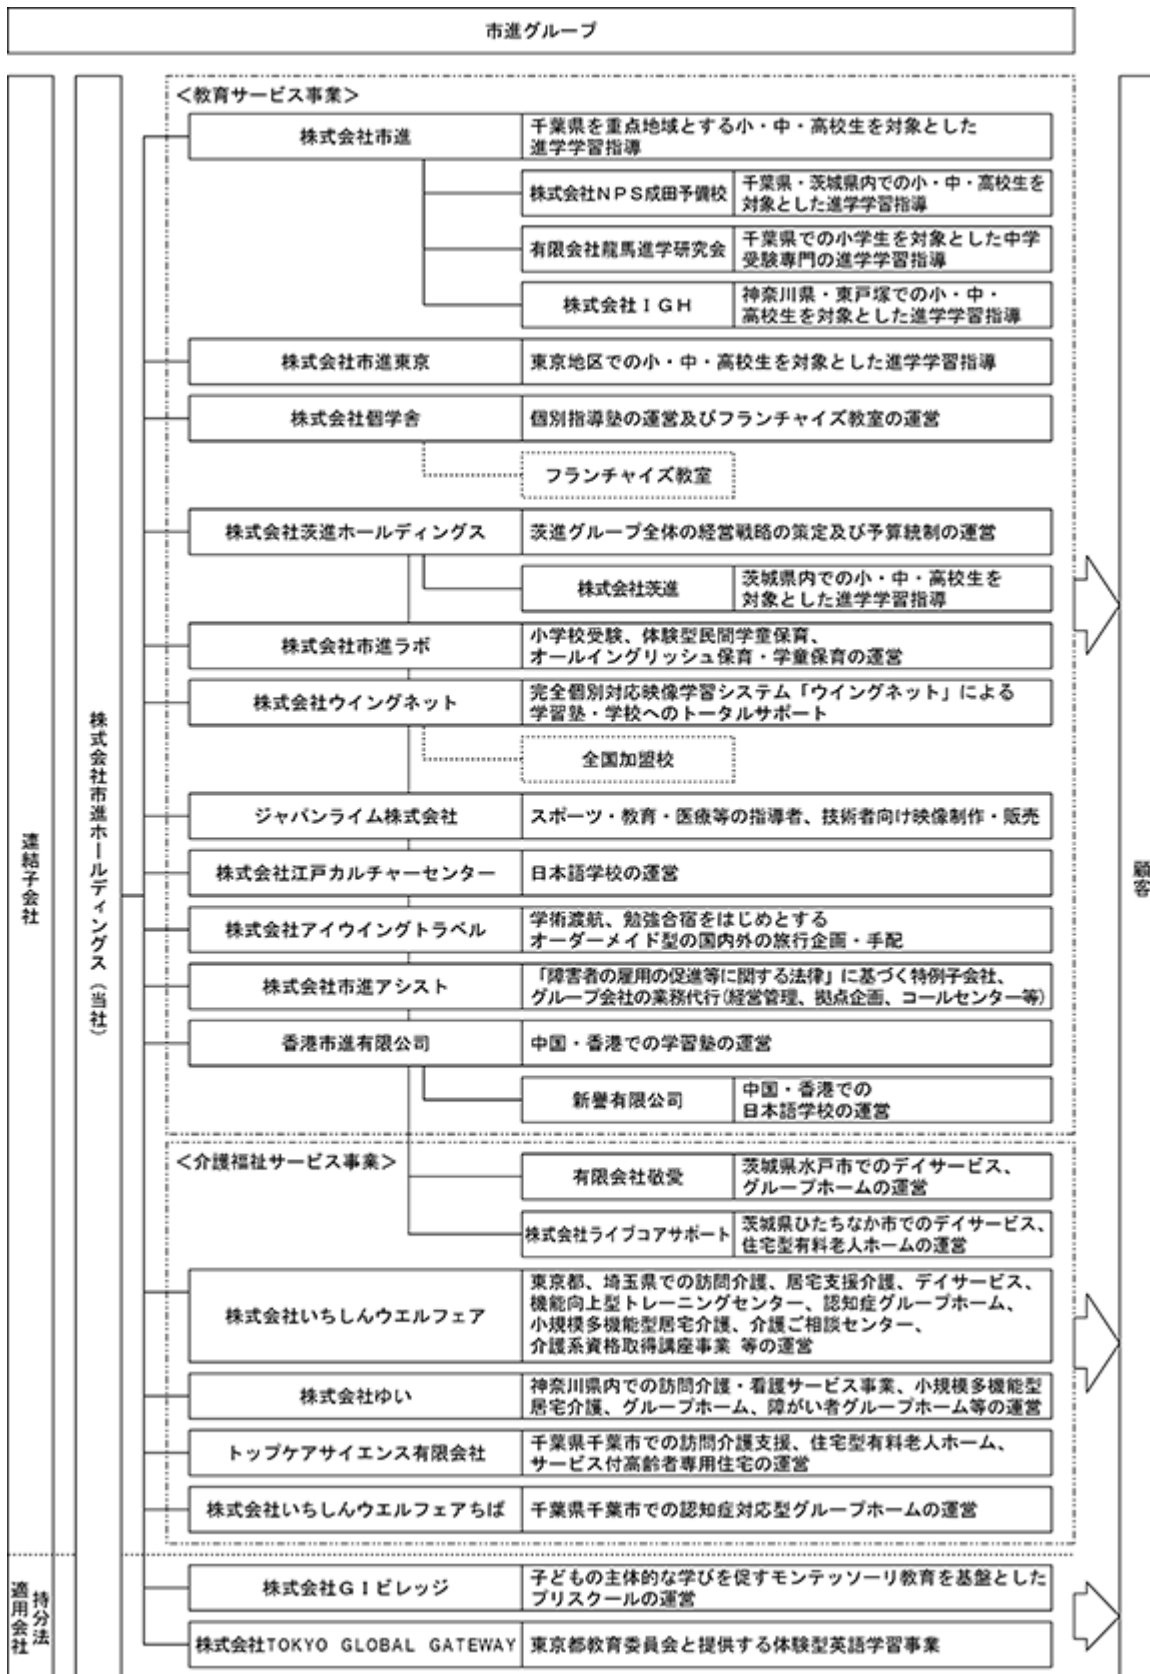 市進グループ
＜教育サービス事業＞
株式会社市進
千葉県を重点地域とする小・中・高校生を対象とした
進学学習指導
株式会社ＮＰＳ成田予備校
千葉県・茨城県内での小・中・高校生を
対象とした進学学習指導
有限会社龍馬進学研究会
千葉県での小学生を対象とした中学
受験専門の進学学習指導
株式会社ＩＧＨ
神奈川県・東戸塚での小・中・
高校生を対象とした進学学習指導
株式会社市進東京
東京地区での小・中・高校生を対象とした進学学習指導
株式会社個学舎
個別指導塾の運営及びフランチャイズ教室の運営
フランチャイズ教室
株式会社茨進ホールディングス
茨進グループ全体の経営戦略の策定及び予算統制の運営
株式会社茨進
茨城県内での小・中・高校生を
対象とした進学学習指導
株式会社市進ラボ
小学校受験、体験型民間学童保育、
オールイングリッシュ保育・学童保育の運営
株式会社ウイングネット
完全個別対応映像学習システム「ウイングネット」による
学習塾・学校へのトータルサポート
全国加盟校
ジャパンライム株式会社
スポーツ・教育・医療等の指導者、技術者向け映像制作・販売
株式会社江戸カルチャーセンター
日本語学校の運営
株式会社アイウイングトラベル
学術渡航、勉強合宿をはじめとする
オーダーメイド型の国内外の旅行企画・手配
株式会社市進アシスト
「障害者の雇用の促進等に関する法律」に基づく特例子会社、
グループ会社の業務代行(経営管理、拠点企画、コールセンター等)
香港市進有限公司
中国・香港での学習塾の運営
新譽有限公司
中国・香港での
日本語学校の運営
＜介護福祉サービス事業＞
有限会社敬愛
茨城県水戸市でのデイサービス、
グループホームの運営
株式会社ライブコアサポート
茨城県ひたちなか市でのデイサービス、
住宅型有料老人ホームの運営
株式会社いちしんウエルフェア
東京都、埼玉県での訪問介護、居宅支援介護、デイサービス、
機能向上型トレーニングセンター、認知症グループホーム、
小規模多機能型居宅介護、介護ご相談センター、
介護系資格取得講座事業 等の運営
株式会社ゆい
神奈川県内での訪問介護・看護サービス事業、小規模多機能型
居宅介護、グループホーム、障がい者グループホーム等の運営
トップケアサイエンス有限会社
千葉県千葉市での訪問介護支援、住宅型有料老人ホーム、
サービス付高齢者専用住宅の運営
株式会社いちしんウエルフェアちば
千葉県千葉市での認知症対応型グループホームの運営
株式会社ＧＩビレッジ
子どもの主体的な学びを促すモンテッソーリ教育を基盤とした
プリスクールの運営
株式会社TOKYO GLOBAL GATEWAY
東京都教育委員会と提供する体験型英語学習事業
連結子会社
持分法
適用会社
株式会社市進ホールディングス（当社）
顧客